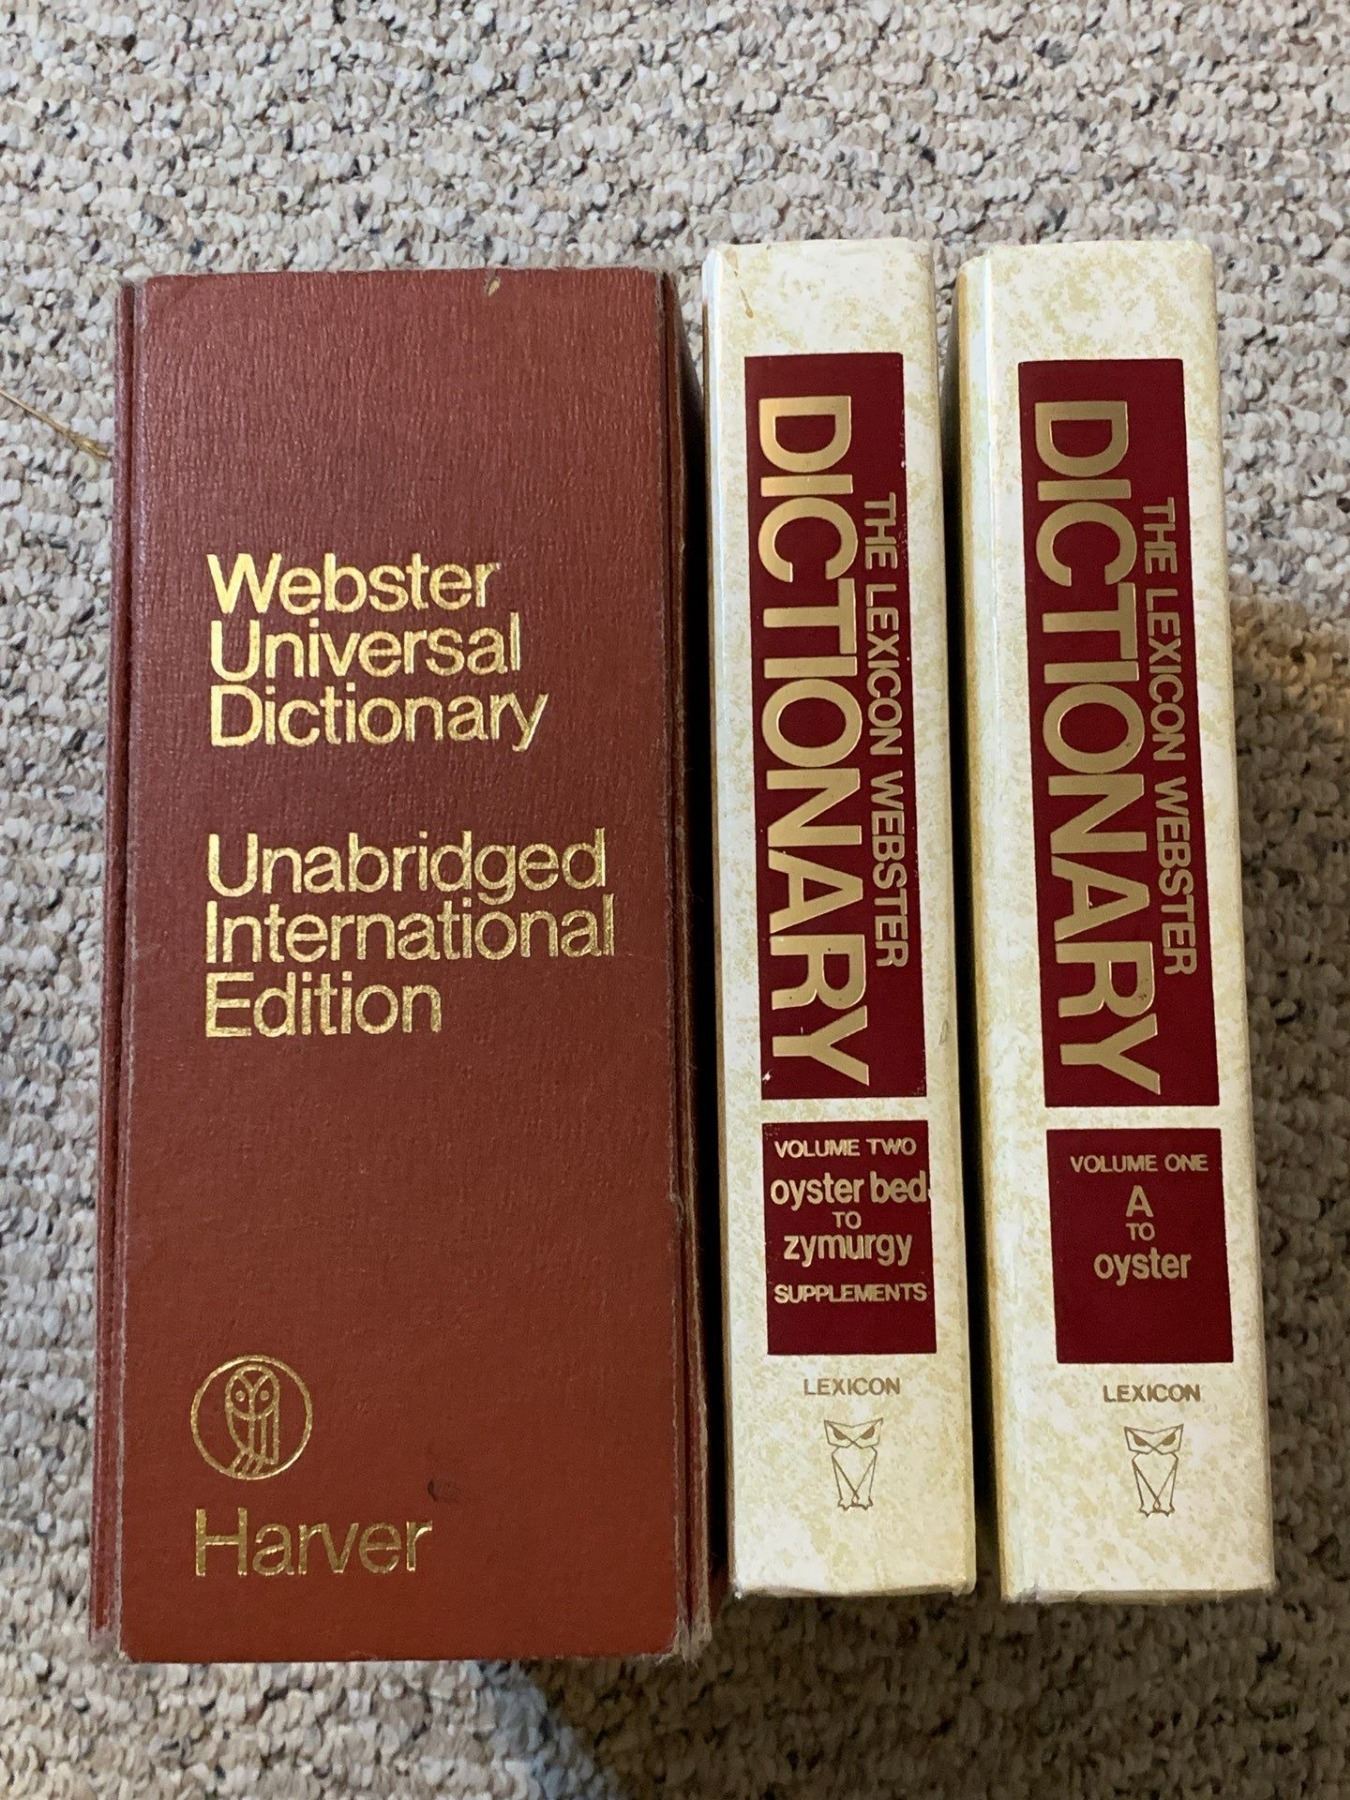 Webster
Universal
Dictionary
Unabridged
International
Edition
Harver
THE LEXICON WEBSTER
DICTIONARY
VOLUME TWO
oyster bed
TO
zymurgy
SUPPLEMENTS
LEXICON
THE LEXICON WEBSTER
DICTIONARY
VOLUME ONE
A
TO
oyster
LEXICON